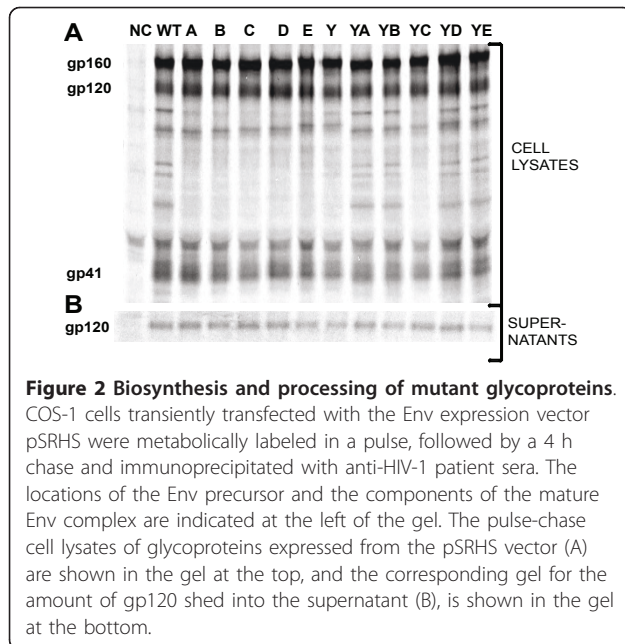 A
NC WT A B C D E Y YA YB YC YD YE
gp160
gp120
CELL
LYSATES
gp41
B
gp120
SUPER-
NATANTS
Figure 2 Biosynthesis and processing of mutant glycoproteins.
COS-1 cells transiently transfected with the Env expression vector
pSRHS were metabolically labeled in a pulse, followed by a 4 h
chase and immunoprecipitated with anti-HIV-1 patient sera. The
locations of the Env precursor and the components of the mature
Env complex are indicated at the left of the gel. The pulse-chase
cell lysates of glycoproteins expressed from the pSRHS vector (A)
are shown in the gel at the top, and the corresponding gel for the
amount of gp120 shed into the supernatant (B), is shown in the gel
at the bottom.